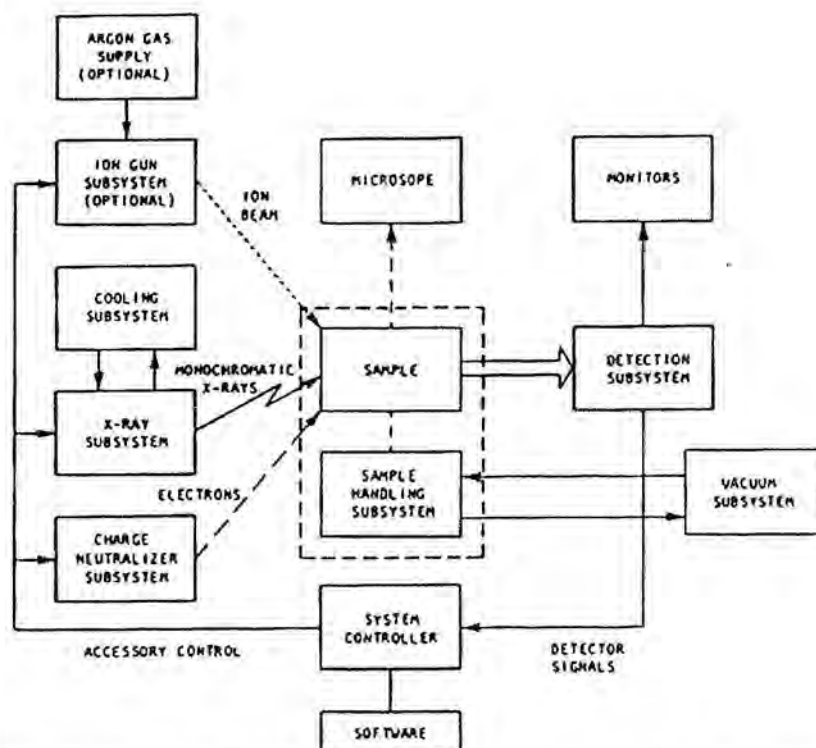 ARGON GAS
SUPPLY
(OPTIONAL)
ION GUN
SUBSYSTEM
(OPTIONAL)
ION
BEAM
MICROSOPE
MONITORS
COOLING
SUBSYSTEM
MONOCHROMATIC
X-RAYS
SAMPLE
DETECTION
SUBSYSTEM
X-RAY
SUBSYSTEM
ELECTRONS
SAMPLE
HANDLING
SUBSYSTEM
VACUUM
SUBSYSTEM
CHARGE
NEUTRALIZER
SUBSYSTEM
SYSTEM
CONTROLLER
ACCESSORY CONTROL
DETECTOR
SIGNALS
SOFTWARE